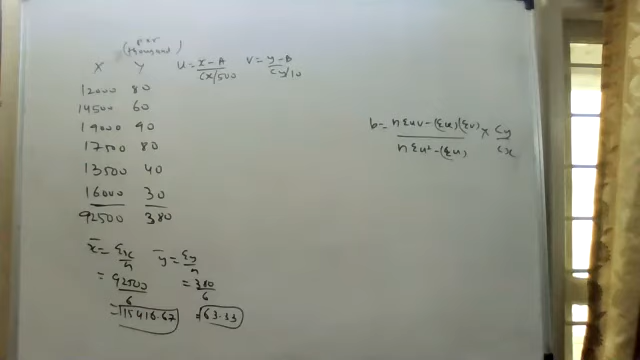 (per
thousand)
X Y U = x - A / Cx/500 V = y - B / Cy/10
12000 80
14500 60
19000 90
17500 80
13500 40
16000 30
92500 380
b = nΣuv - (Σu)(Σv) / nΣu² - (Σu) × Cy / Cx
x̄ = Σx/n ȳ = Σy/n
= 92500/6 = 380/6
= 15416.67 = 63.33